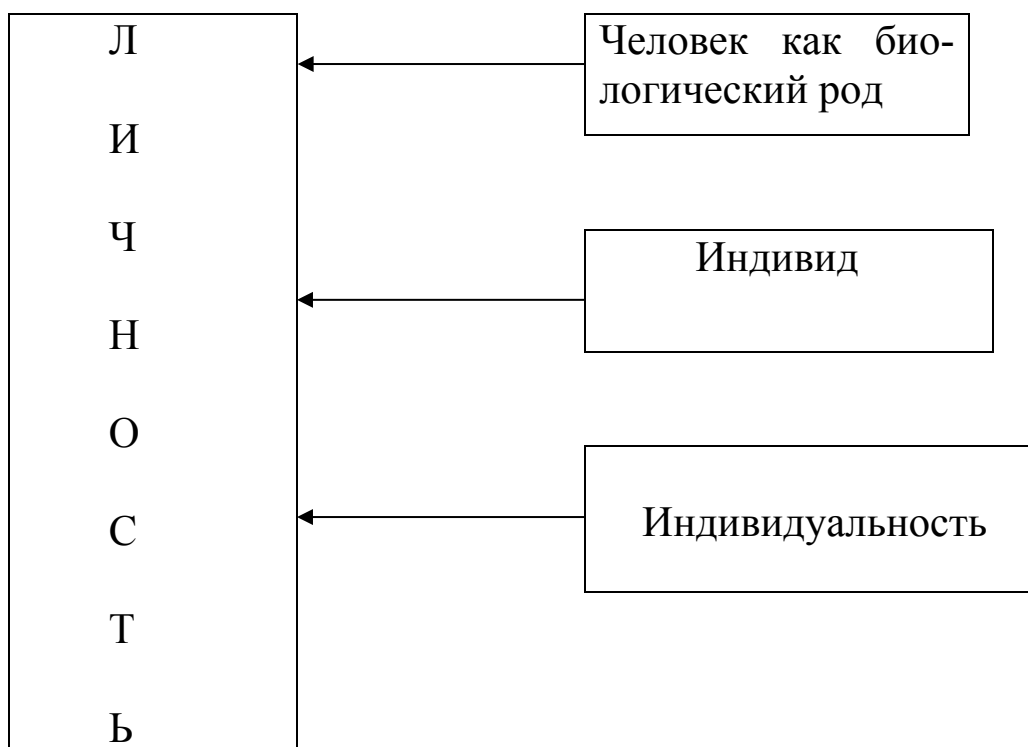 Л
И
Ч
Н
О
С
Т
Ь
Человек как био-
логический род
Индивид
Индивидуальность